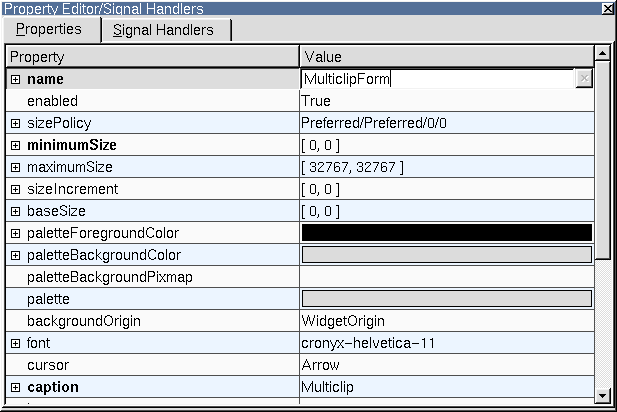 Property Editor/Signal Handlers
Properties Signal Handlers
Property Value
name MulticlipForm
enabled True
sizePolicy Preferred/Preferred/0/0
minimumSize [ 0, 0 ]
maximumSize [ 32767, 32767 ]
sizeIncrement [ 0, 0 ]
baseSize [ 0, 0 ]
paletteForegroundColor
paletteBackgroundColor
paletteBackgroundPixmap
palette
backgroundOrigin WidgetOrigin
font cronyx-helvetica-11
cursor Arrow
caption Multiclip